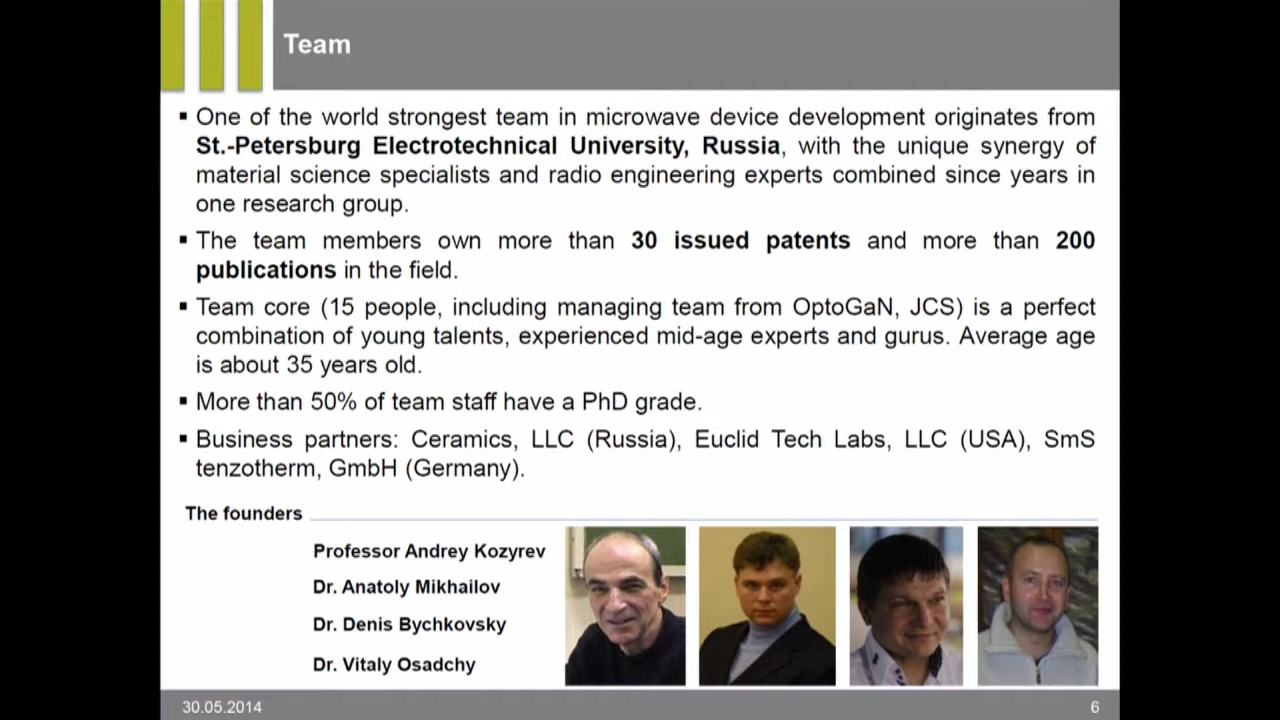 Team
▪ One of the world strongest team in microwave device development originates from
St.-Petersburg Electrotechnical University, Russia, with the unique synergy of
material science specialists and radio engineering experts combined since years in
one research group.
▪ The team members own more than 30 issued patents and more than 200
publications in the field.
▪ Team core (15 people, including managing team from OptoGaN, JCS) is a perfect
combination of young talents, experienced mid-age experts and gurus. Average age
is about 35 years old.
▪ More than 50% of team staff have a PhD grade.
▪ Business partners: Ceramics, LLC (Russia), Euclid Tech Labs, LLC (USA), SmS
tenzotherm, GmbH (Germany).
The founders
Professor Andrey Kozyrev
Dr. Anatoly Mikhailov
Dr. Denis Bychkovsky
Dr. Vitaly Osadchy
30.05.2014
6